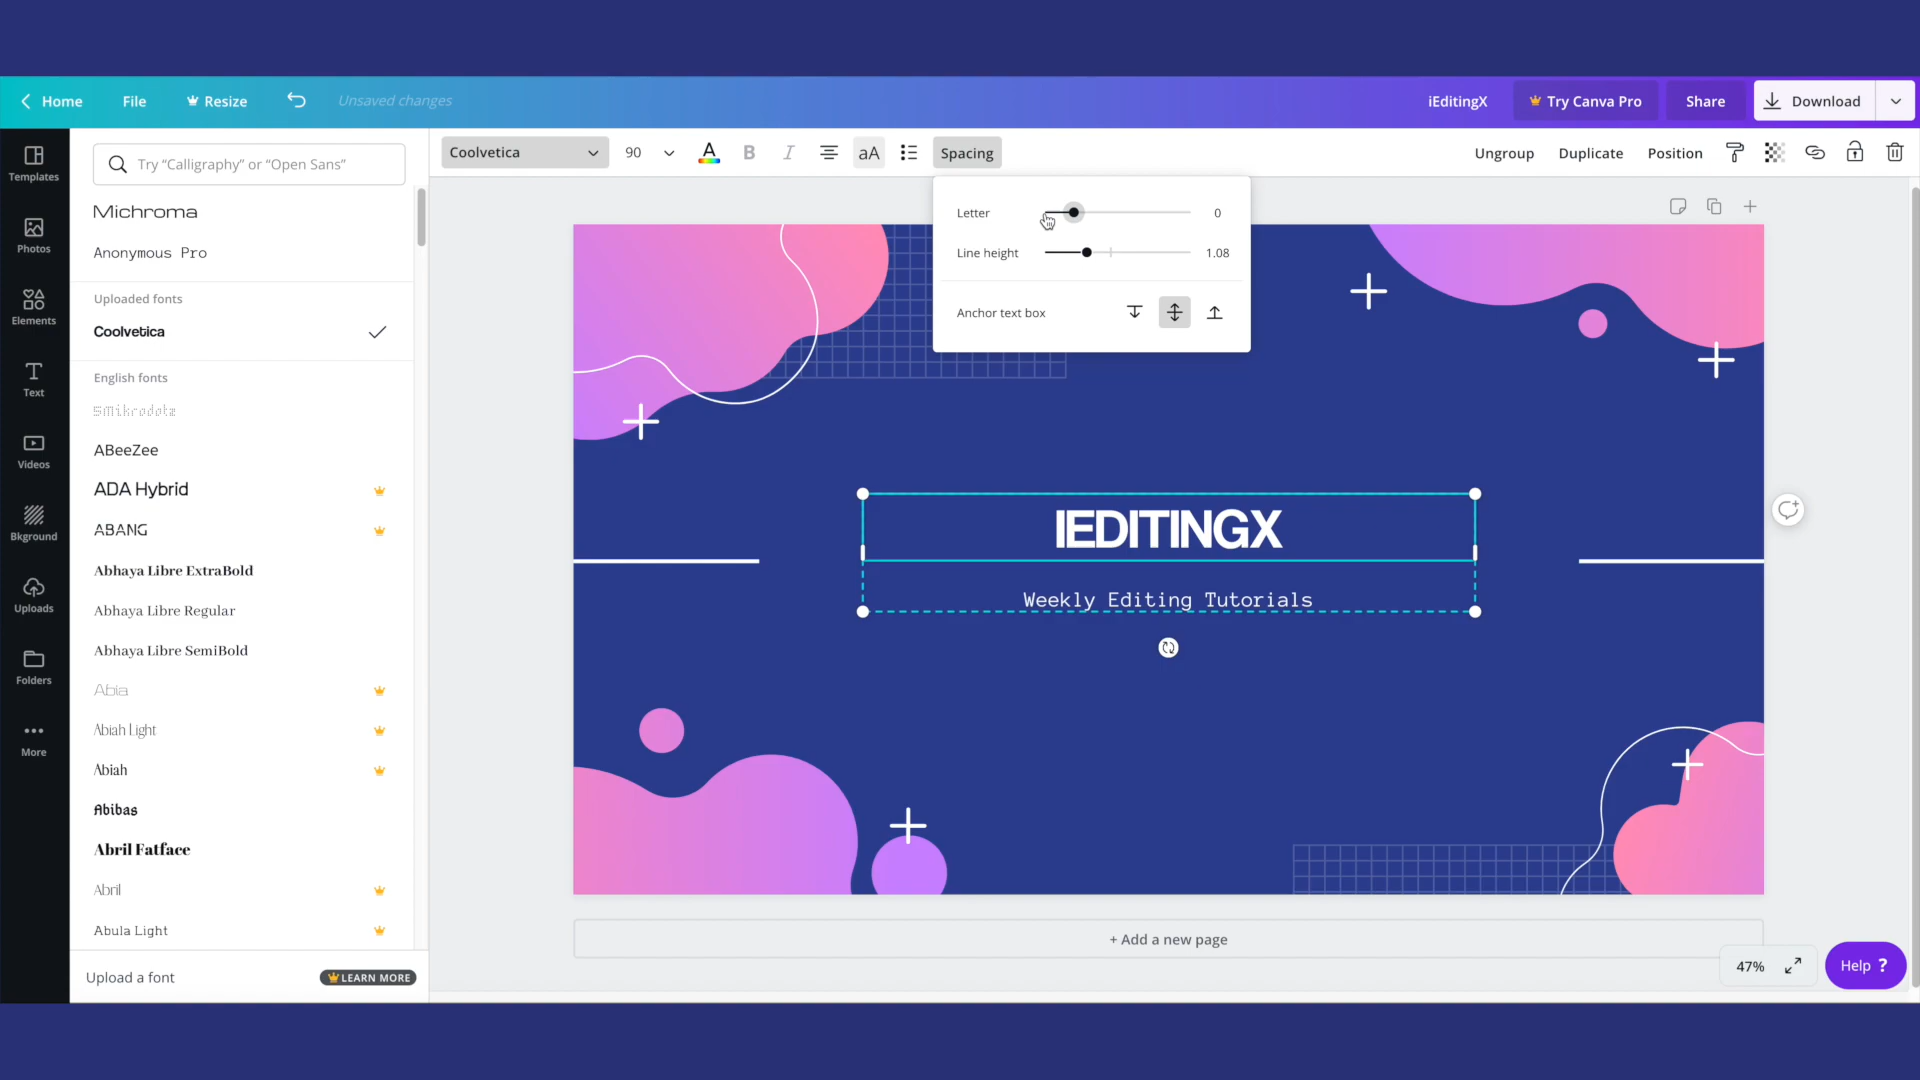 Home File Resize Unsaved changes iEditingX Try Canva Pro Share Download
Coolvetica 90 A B I aA Spacing Ungroup Duplicate Position
Templates
Photos
Elements
Text
Videos
Bkground
Uploads
Folders
More
Try “Calligraphy” or “Open Sans”
Michroma
Anonymous Pro
Uploaded fonts
Coolvetica
English fonts
5Mikrodotz
ABeeZee
ADA Hybrid
ABANG
Abhaya Libre ExtraBold
Abhaya Libre Regular
Abhaya Libre SemiBold
Abia
Abiah Light
Abiah
Abibas
Abril Fatface
Abril
Abula Light
Upload a font LEARN MORE
Letter 0
Line height 1.08
Anchor text box
IEDITINGX
Weekly Editing Tutorials
+ Add a new page
47% Help ?